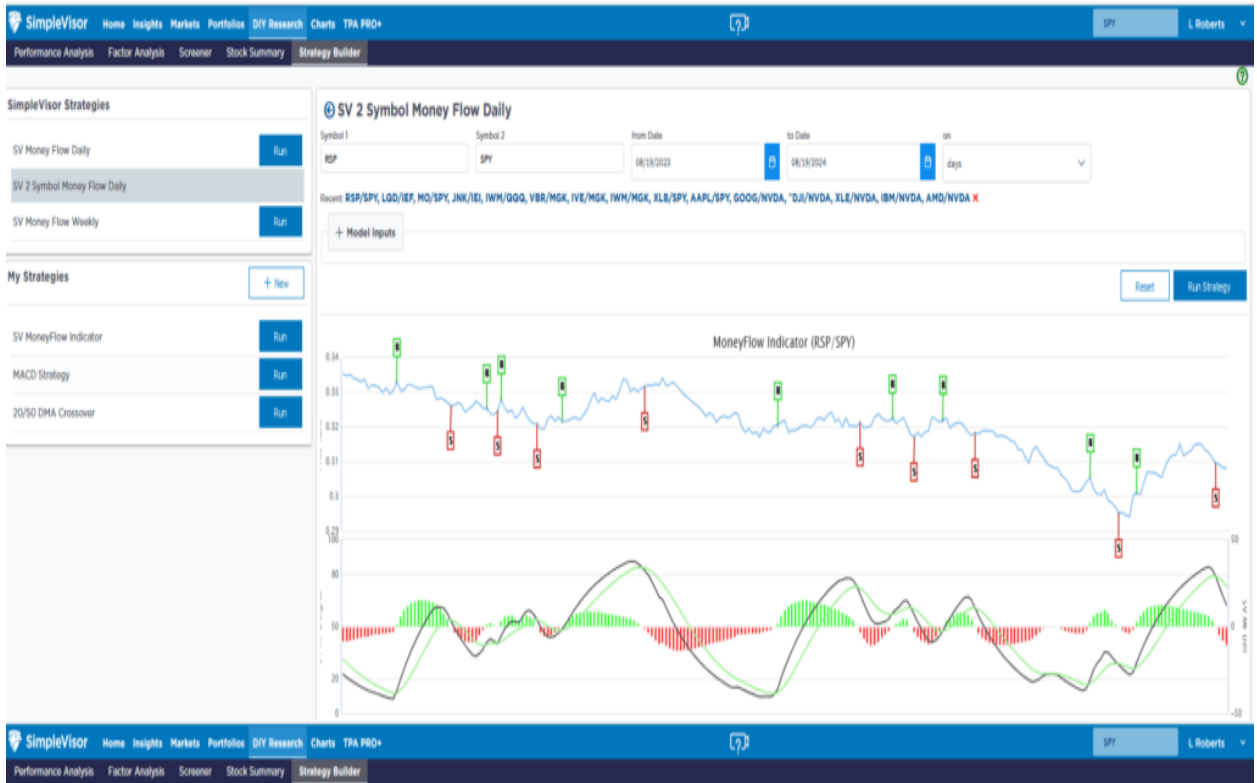 SimpleVisor Home Insights Markets Portfolios DIY Research Charts TPA PRO+ SPY L Roberts
Performance Analysis Factor Analysis Screener Stock Summary Strategy Builder
SimpleVisor Strategies
SV Money Flow Daily Run
SV 2 Symbol Money Flow Daily
SV Money Flow Weekly Run
My Strategies + New
SV MoneyFlow Indicator Run
MACD Strategy Run
20/50 DMA Crossover Run
SV 2 Symbol Money Flow Daily
Symbol 1 Symbol 2 from Date to Date on
RSP SPY 08/19/2023 08/19/2024 days
Recent RSP/SPY, LQD/IEF, MO/SPY, JNK/IEI, IWM/QQQ, VBR/MGK, IVE/MGK, IWM/MGK, XLB/SPY, AAPL/SPY, GOOG/NVDA, ^DJI/NVDA, XLE/NVDA, IBM/NVDA, AMD/NVDA X
+ Model Inputs
Reset Run Strategy
MoneyFlow Indicator (RSP/SPY)
0.34
0.33
0.32
0.31
0.3
0.29
B B B B B B B B B
S S S S S S S S S
100 50
80
50 0
20
0 -50
SimpleVisor Home Insights Markets Portfolios DIY Research Charts TPA PRO+ SPY L Roberts
Performance Analysis Factor Analysis Screener Stock Summary Strategy Builder